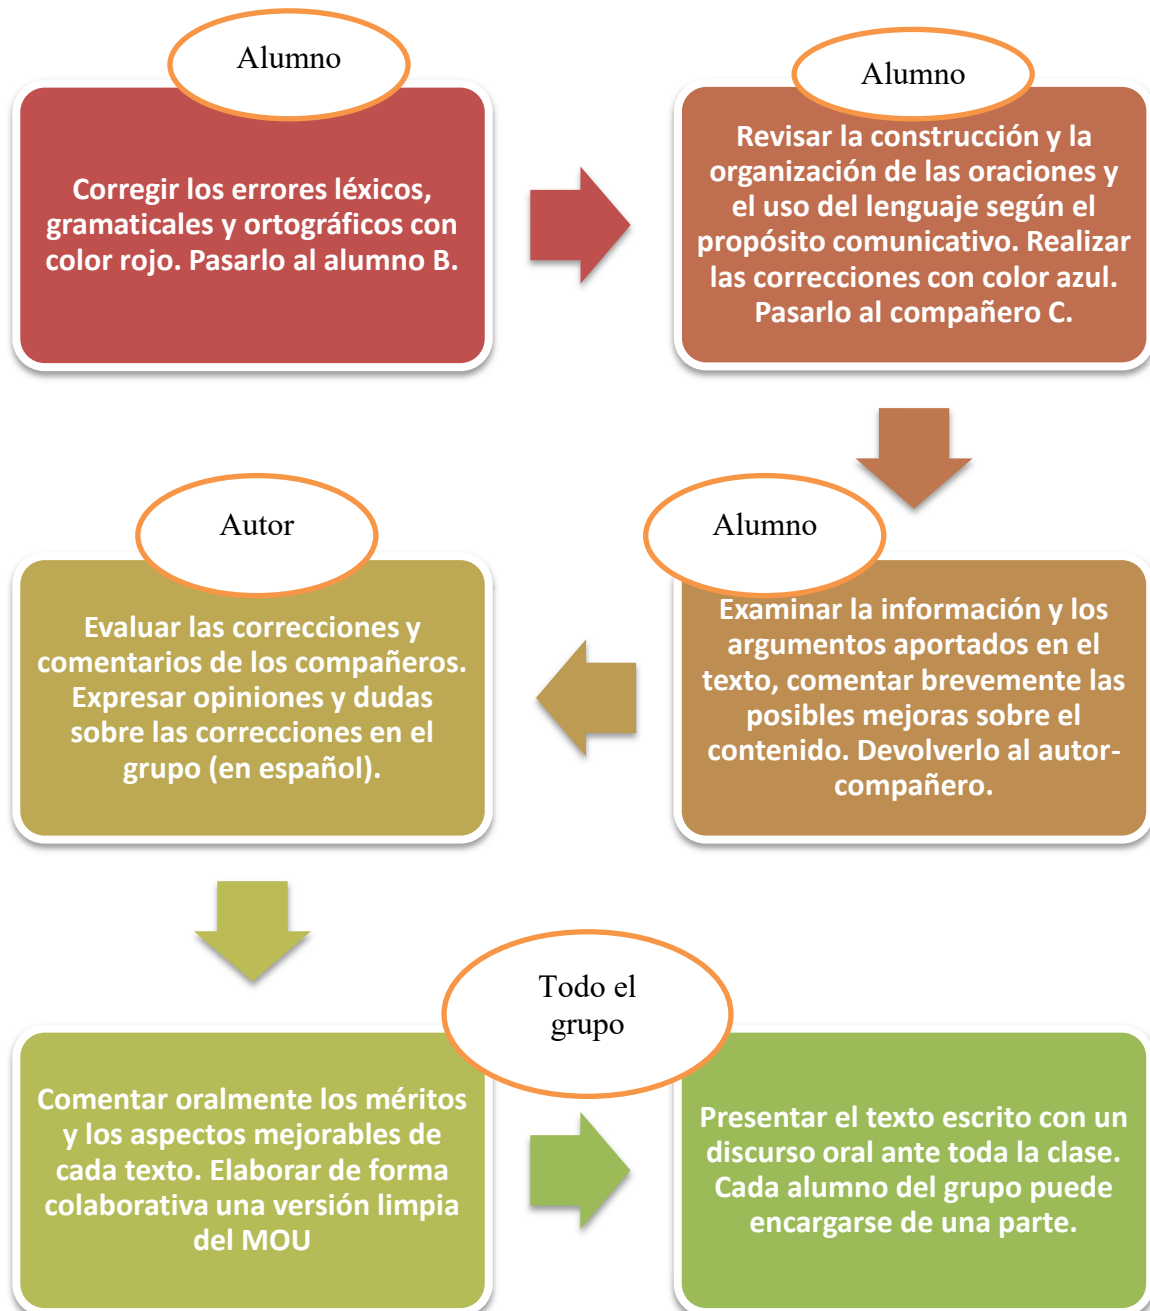 Alumno
Corregir los errores léxicos,
gramaticales y ortográficos con
color rojo. Pasarlo al alumno B.
Alumno
Revisar la construcción y la
organización de las oraciones y
el uso del lenguaje según el
propósito comunicativo. Realizar
las correcciones con color azul.
Pasarlo al compañero C.
Alumno
Examinar la información y los
argumentos aportados en el
texto, comentar brevemente las
posibles mejoras sobre el
contenido. Devolverlo al autor-
compañero.
Autor
Evaluar las correcciones y
comentarios de los compañeros.
Expresar opiniones y dudas
sobre las correcciones en el
grupo (en español).
Todo el
grupo
Comentar oralmente los méritos
y los aspectos mejorables de
cada texto. Elaborar de forma
colaborativa una versión limpia
del MOU
Presentar el texto escrito con un
discurso oral ante toda la clase.
Cada alumno del grupo puede
encargarse de una parte.